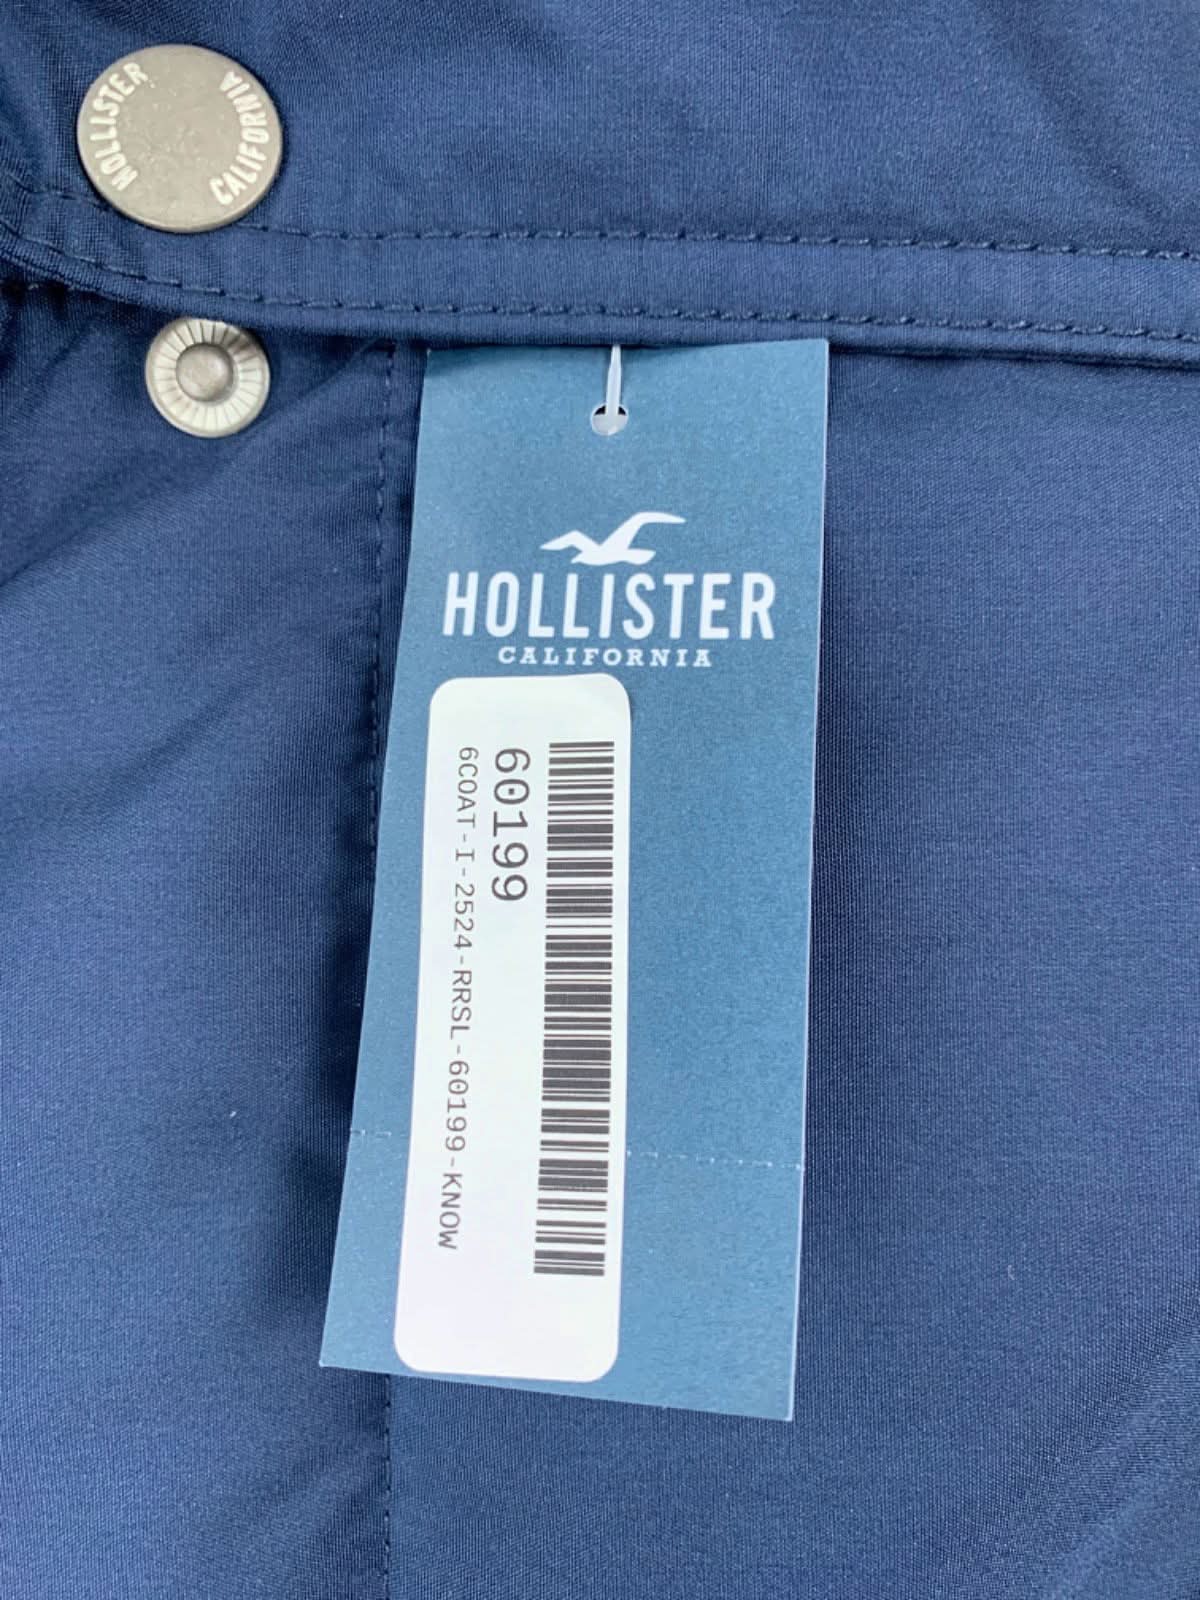 HOLLISTER
CALIFORNIA
HOLLISTER
CALIFORNIA
60199
6COAT-I-2524-RRSL-60199-KNOW